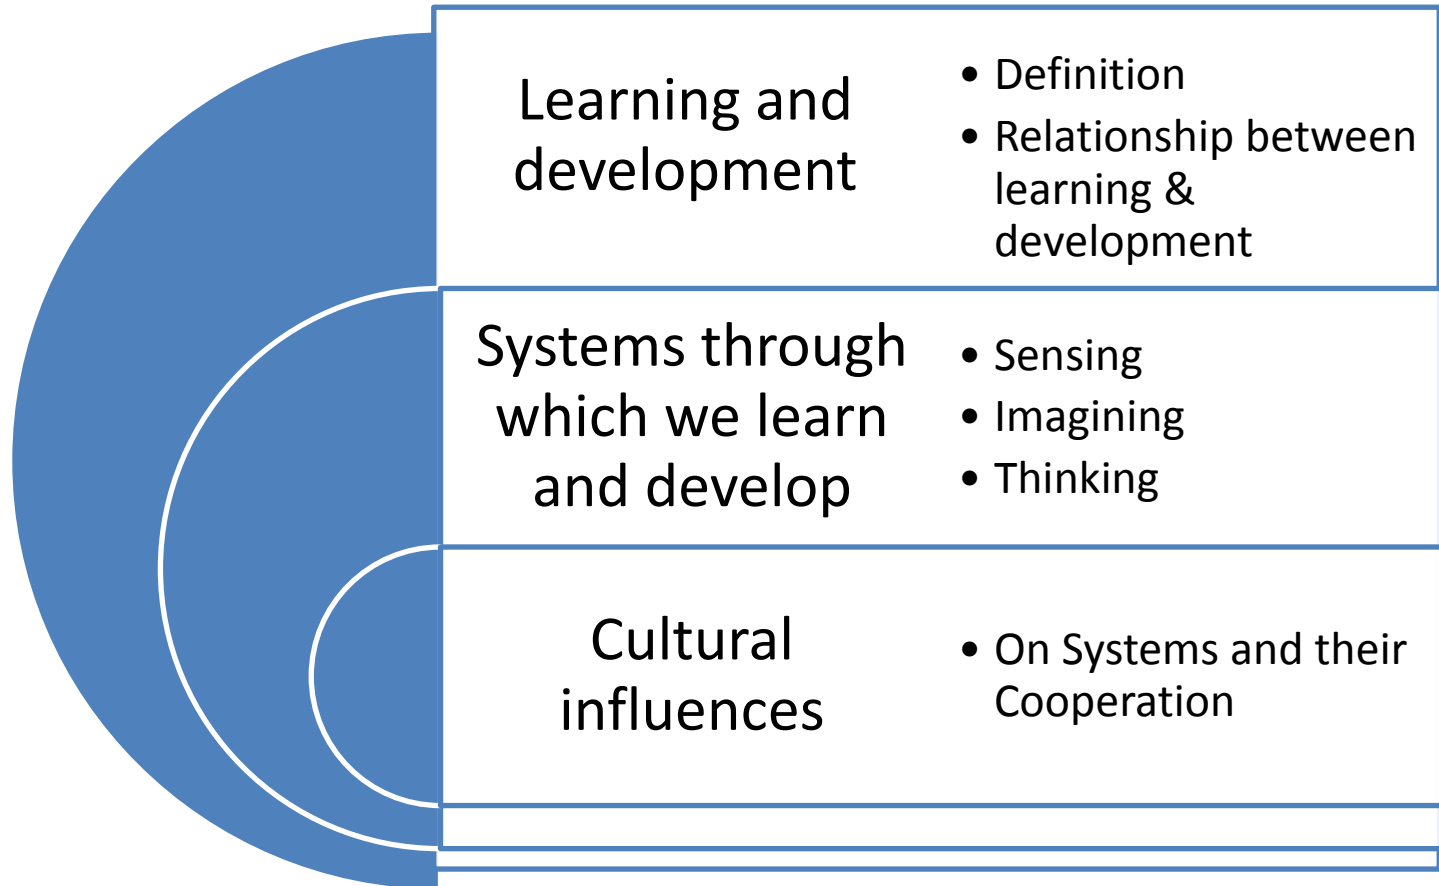 Learning and
development
• Definition
• Relationship between
learning &
development
Systems through
which we learn
and develop
• Sensing
• Imagining
• Thinking
Cultural
influences
• On Systems and their
Cooperation